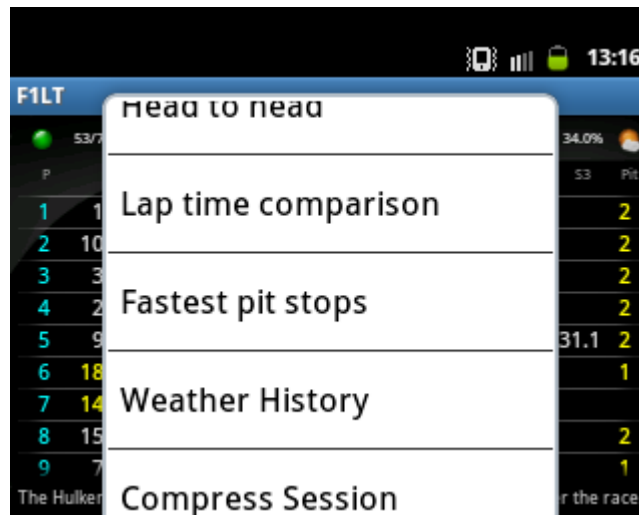 13:16
F1LT
Head to head
53/7 34.0%
P S3 Pit
Lap time comparison
1 1 2
2 10 2
Fastest pit stops
3 3 2
4 2 2
5 9 31.1 2
Weather History
6 18 1
7 14
8 15 2
Compress Session
9 7 1
The Hulker r the race